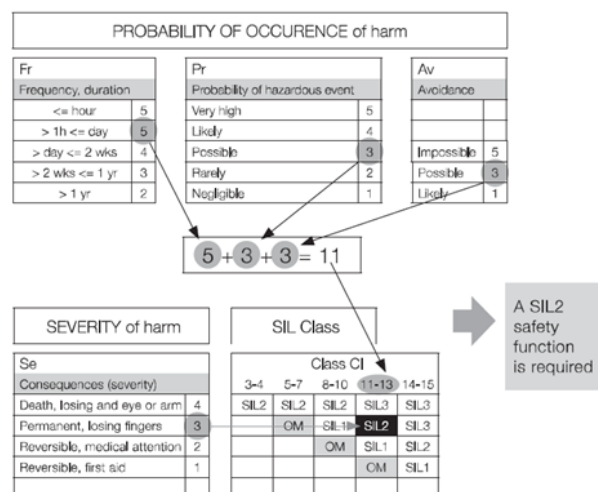 PROBABILITY OF OCCURENCE of harm
Fr
Frequency, duration
<= hour 5
> 1h <= day 5
> day <= 2 wks 4
> 2 wks <= 1 yr 3
> 1 yr 2
Pr
Probability of hazardous event
Very high 5
Likely 4
Possible 3
Rarely 2
Negligible 1
Av
Avoidance
Impossible 5
Possible 3
Likely 1
5+3+3= 11
SEVERITY of harm
Se
Consequences (severity)
Death, losing and eye or arm 4
Permanent, losing fingers 3
Reversible, medical attention 2
Reversible, first aid 1
SIL Class
Class CI
3-4 5-7 8-10 11-13 14-15
SIL2 SIL2 SIL2 SIL3 SIL3
OM SIL1 SIL2 SIL3
OM SIL1 SIL2
OM SIL1
A SIL2
safety
function
is required